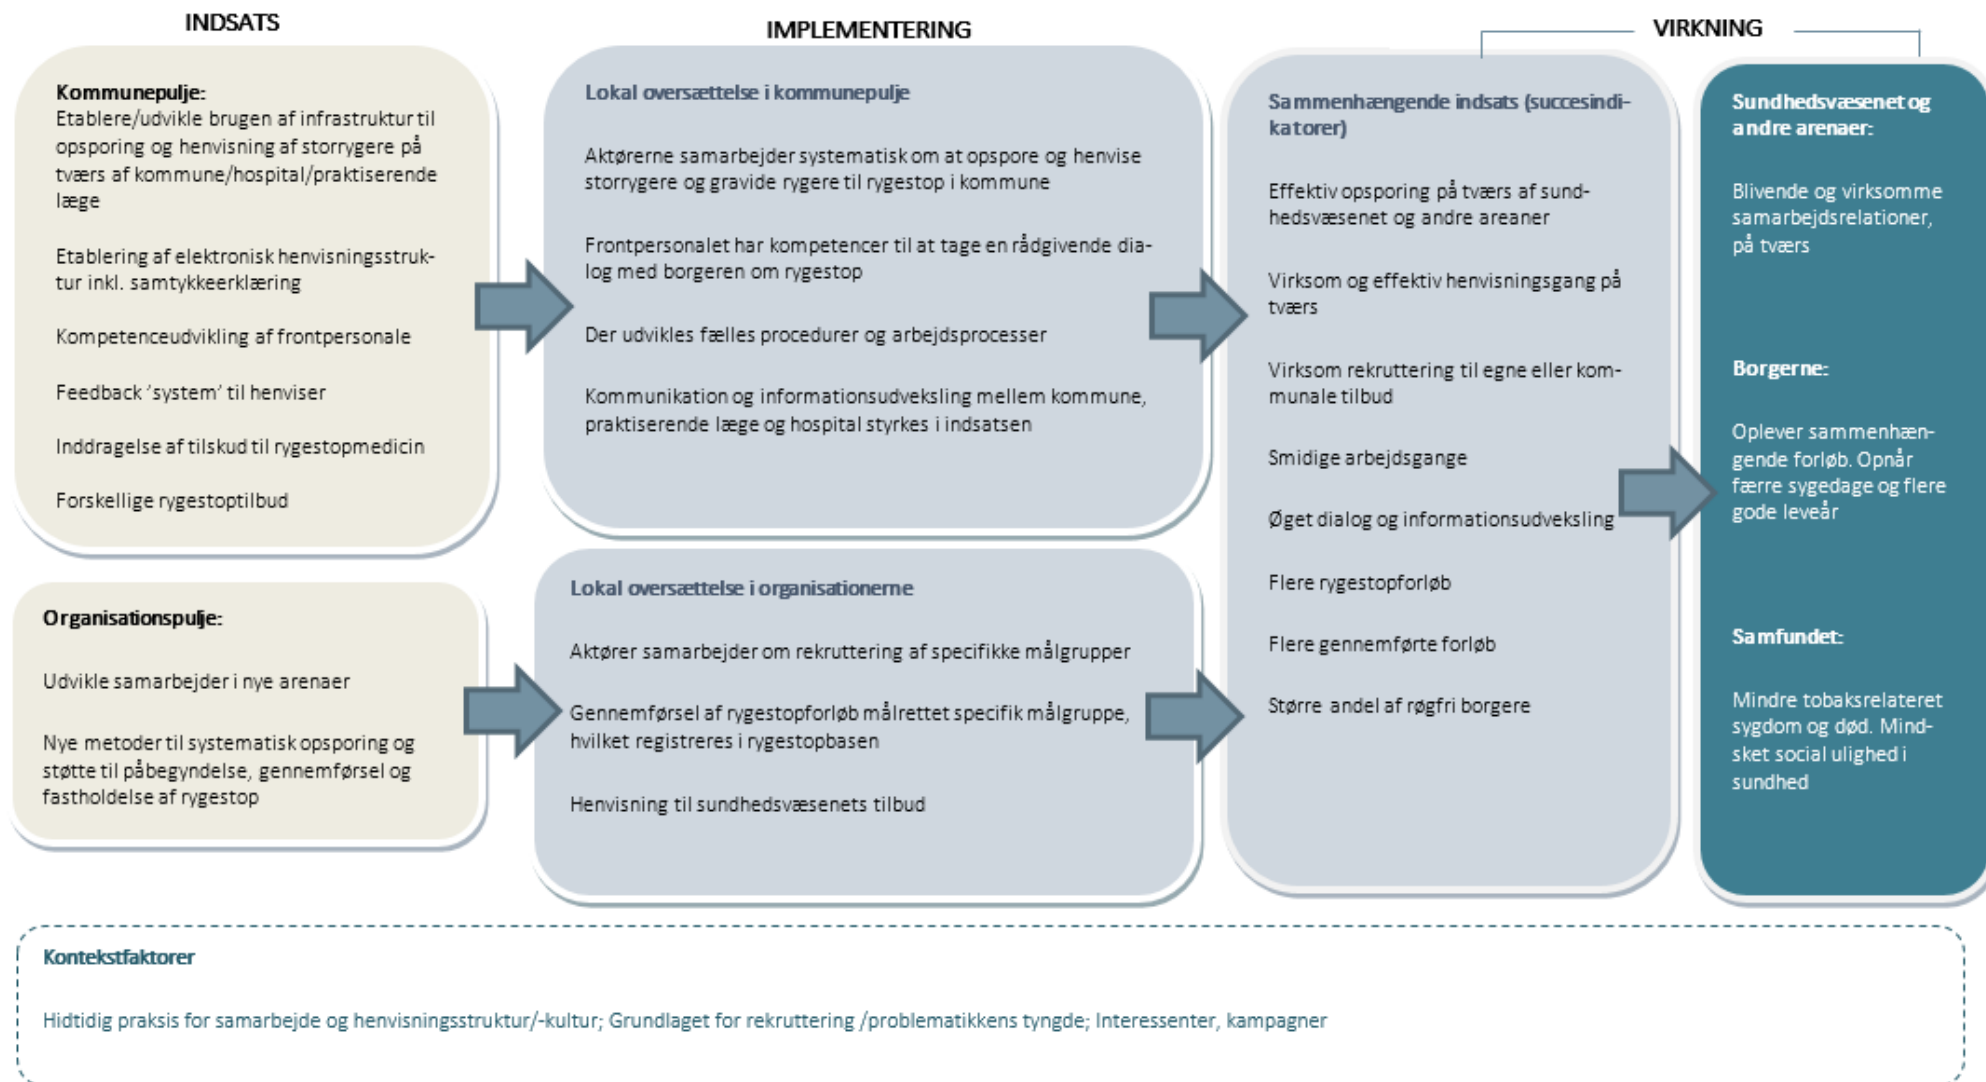 INDSATS
Kommunepulje:
Etablere/udvikle brugen af infrastruktur til
opsporing og henvisning af storrygere på
tværs af kommune/hospital/praktiserende
læge
Etablering af elektronisk henvisningsstruk-
tur inkl. samtykkeerklæring
Kompetenceudvikling af frontpersonale
Feedback ’system’ til henviser
Inddragelse af tilskud til rygestopmedicin
Forskellige rygestoptilbud
Organisationspulje:
Udvikle samarbejder i nye arenaer
Nye metoder til systematisk opsporing og
støtte til påbegyndelse, gennemførsel og
fastholdelse af rygestop
IMPLEMENTERING
Lokal oversættelse i kommunepulje
Aktørerne samarbejder systematisk om at opspore og henvise
storrygere og gravide rygere til rygestop i kommune
Frontpersonalet har kompetencer til at tage en rådgivende dia-
log med borgeren om rygestop
Der udvikles fælles procedurer og arbejdsprocesser
Kommunikation og informationsudveksling mellem kommune,
praktiserende læge og hospital styrkes i indsatsen
Lokal oversættelse i organisationerne
Aktører samarbejder om rekruttering af specifikke målgrupper
Gennemførsel af rygestopforløb målrettet specifik målgruppe,
hvilket registreres i rygestopbasen
Henvisning til sundhedsvæsenets tilbud
VIRKNING
Sammenhængende indsats (succesindi-
katorer)
Effektiv opsporing på tværs af sund-
hedsvæsenet og andre areaner
Virksom og effektiv henvisningsgang på
tværs
Virksom rekruttering til egne eller kom-
munale tilbud
Smidige arbejdsgange
Øget dialog og informationsudveksling
Flere rygestopforløb
Flere gennemførte forløb
Større andel af røgfri borgere
Sundhedsvæsenet og
andre arenaer:
Blivende og virksomme
samarbejdsrelationer,
på tværs
Borgerne:
Oplever sammenhæn-
gende forløb. Opnår
færre sygedage og flere
gode leveår
Samfundet:
Mindre tobaksrelateret
sygdom og død. Mind-
sket social ulighed i
sundhed
Kontekstfaktorer
Hidtidig praksis for samarbejde og henvisningsstruktur/-kultur; Grundlaget for rekruttering /problematikkens tyngde; Interessenter, kampagner